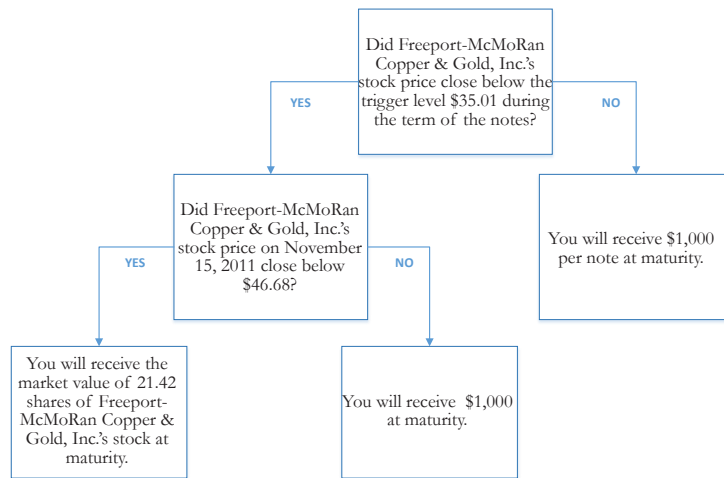 Did Freeport-McMoRan
Copper & Gold, Inc.'s
stock price close below the
trigger level $35.01 during
the term of the notes?
YES
NO
Did Freeport-McMoRan
Copper & Gold, Inc.'s
stock price on November
15, 2011 close below
$46.68?
You will receive $1,000
per note at maturity.
YES
NO
You will receive the
market value of 21.42
shares of Freeport-
McMoRan Copper &
Gold, Inc.'s stock at
maturity.
You will receive $1,000
at maturity.